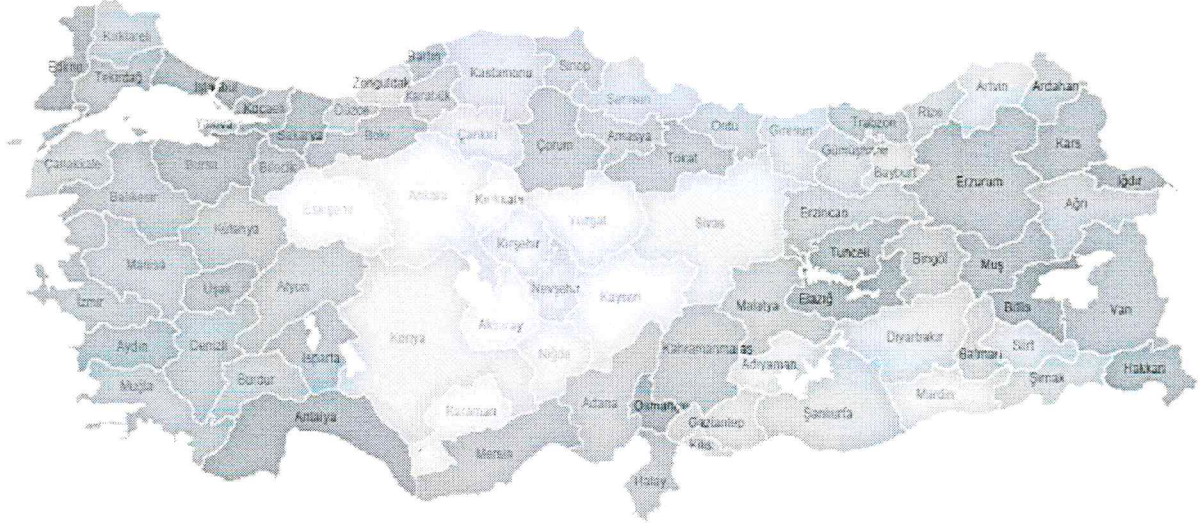 Kırklareli
Edirne
Tekirdağ
İstanbul
Yalova
Kocaeli
Sakarya
Düzce
Zonguldak
Bartın
Karabük
Bolu
Kastamonu
Sinop
Çankırı
Çorum
Samsun
Amasya
Tokat
Ordu
Giresun
Trabzon
Gümüşhane
Bayburt
Rize
Artvin
Ardahan
Kars
Iğdır
Ağrı
Erzurum
Erzincan
Çanakkale
Balıkesir
Bursa
Bilecik
Kütahya
Eskişehir
Ankara
Kırıkkale
Yozgat
Sivas
Kırşehir
Nevşehir
Kayseri
Aksaray
Niğde
Konya
Karaman
Manisa
Uşak
Afyon
İzmir
Aydın
Denizli
Isparta
Burdur
Muğla
Antalya
Mersin
Adana
Osmaniye
Hatay
Kahramanmaraş
Malatya
Elazığ
Tunceli
Bingöl
Muş
Bitlis
Van
Adıyaman
Gaziantep
Kilis
Şanlıurfa
Diyarbakır
Mardin
Batman
Siirt
Şırnak
Hakkari